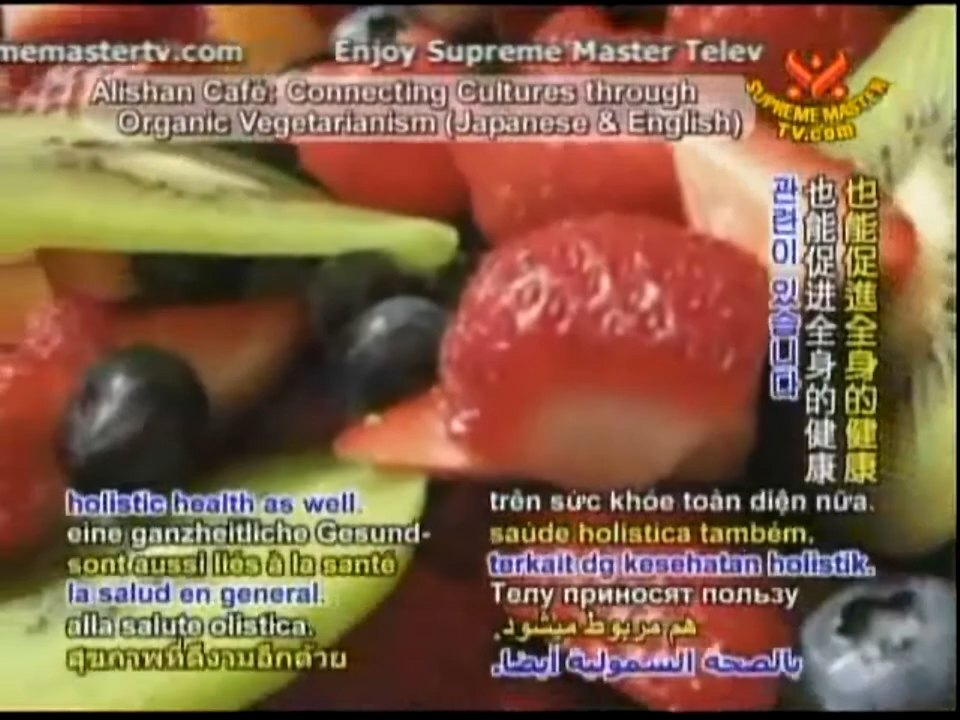 memastertv.com Enjoy Supreme Master Telev
Alishan Café: Connecting Cultures through
Organic Vegetarianism (Japanese & English)
SUPREME MASTER
TV.com
也能促進全身的健康
也能促进全身的健康
관련이 있습니다
holistic health as well.
eine ganzheitliche Gesund-
sont aussi liés à la santé
la salud en general.
alla salute olistica.
สุขภาพที่ดีงามอีกด้วย
trên sức khỏe toàn diện nữa.
saúde holística também.
terkait dg kesehatan holistik.
Телу приносят пользу
هم مربوط میشود.
بالصحة الشمولية أيضا.